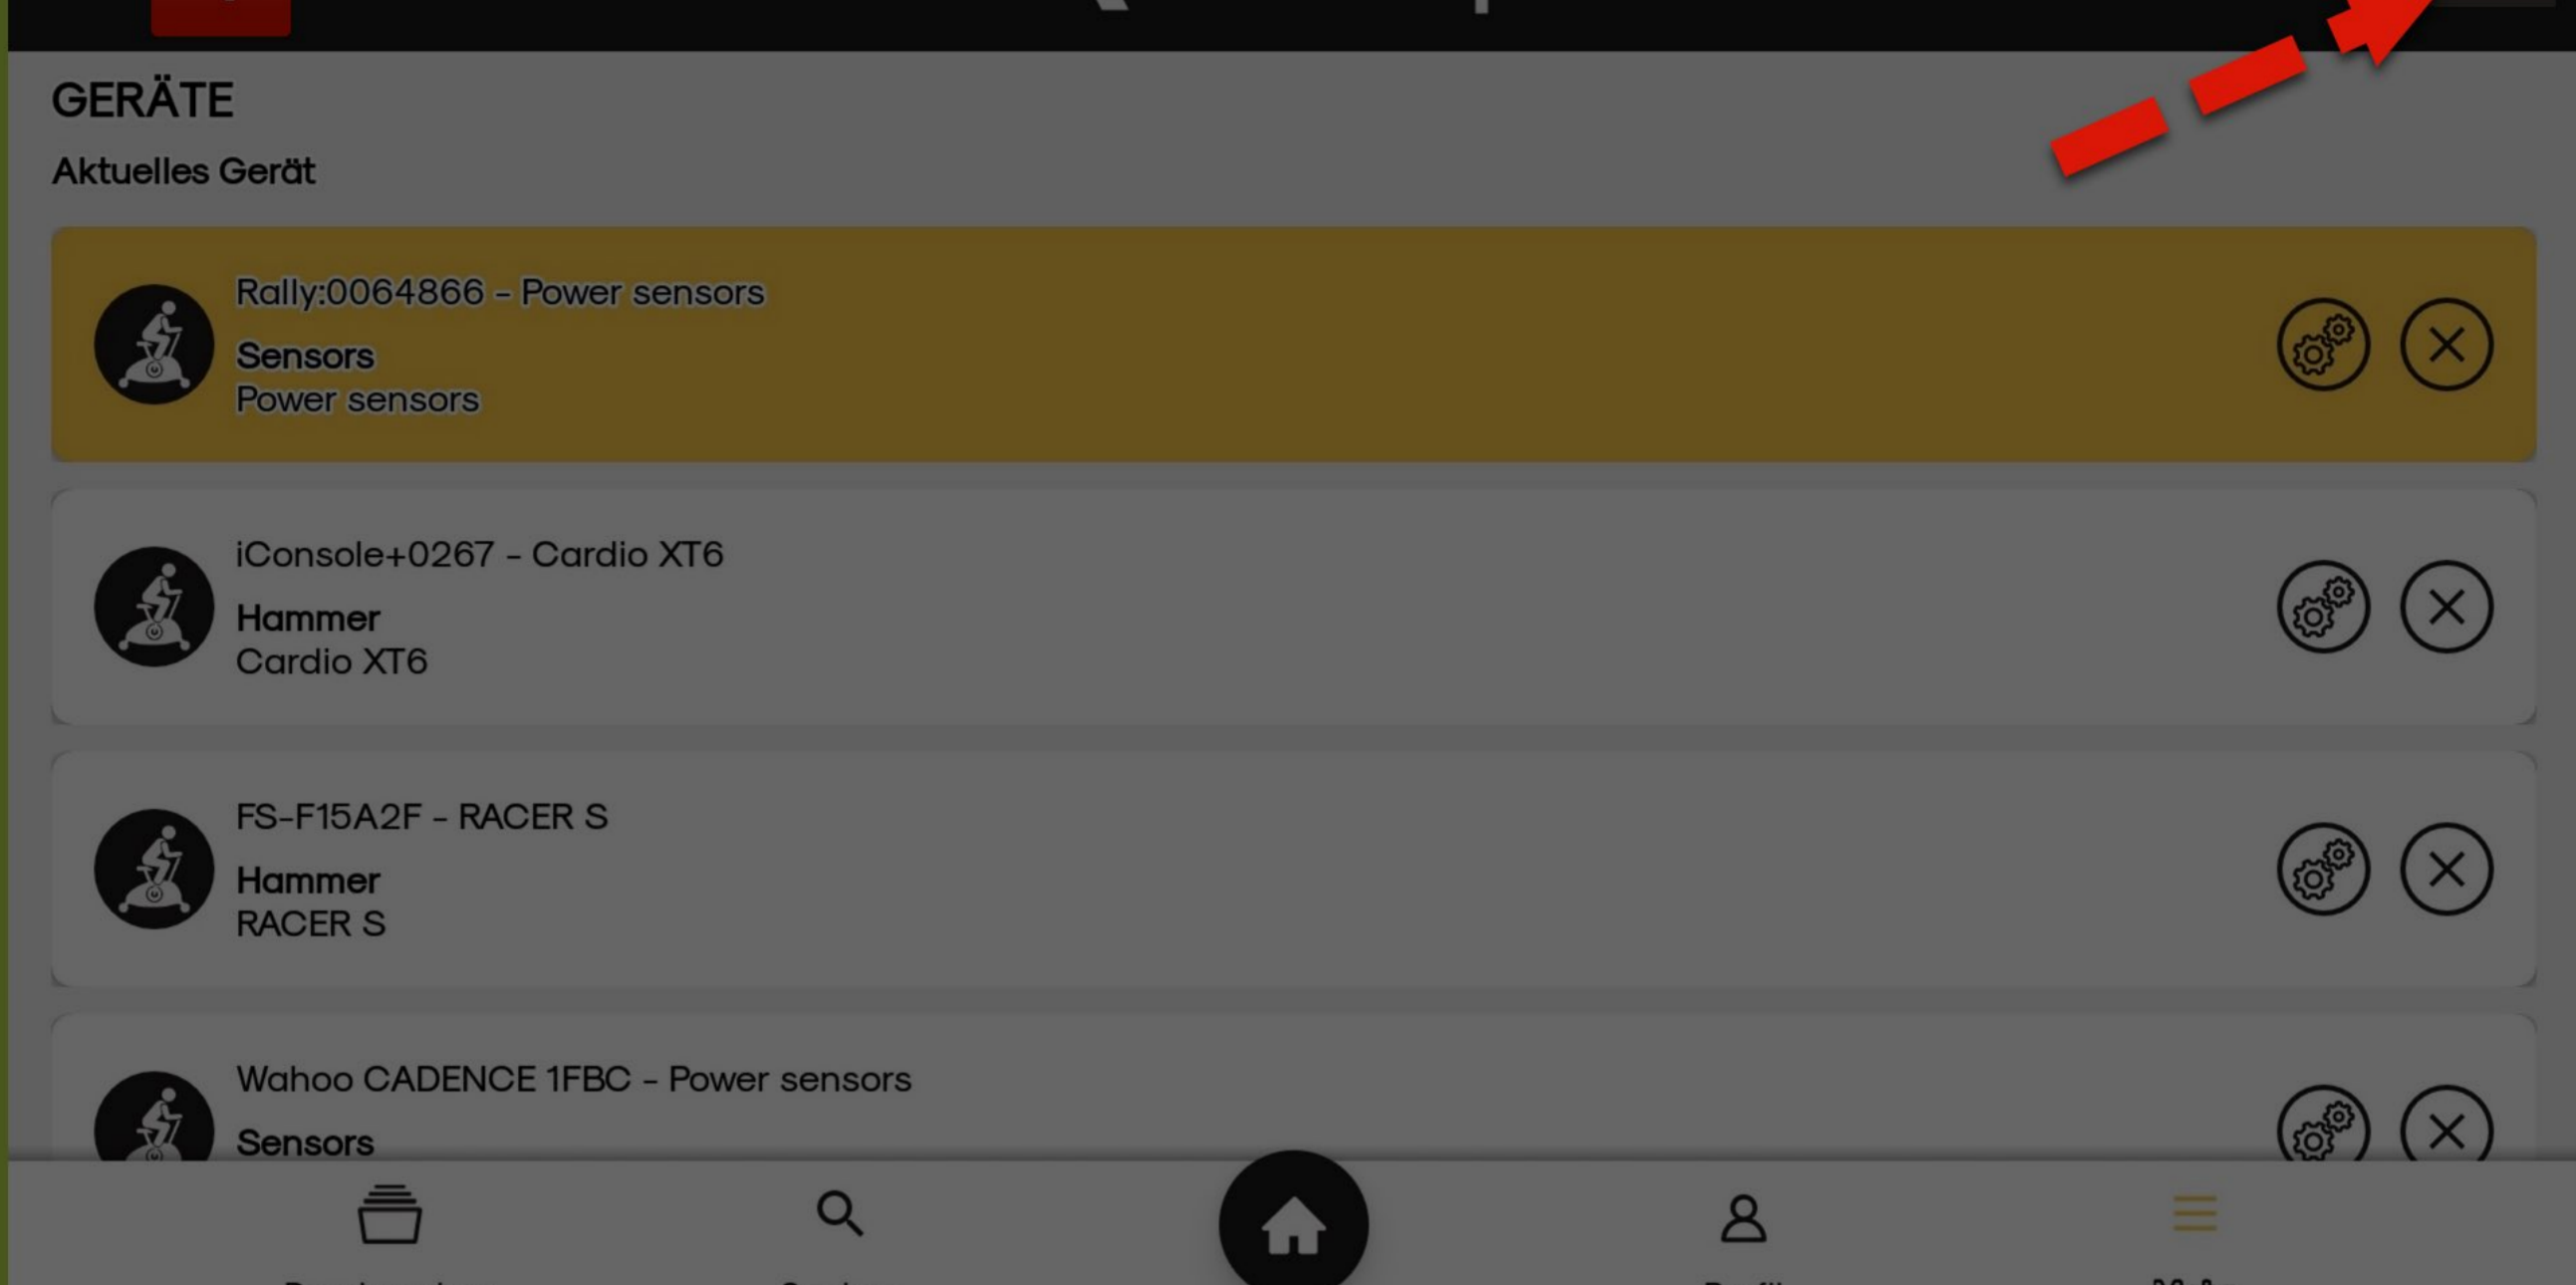 GERÄTE
Aktuelles Gerät
Rally:0064866 - Power sensors
Sensors
Power sensors
iConsole+0267 - Cardio XT6
Hammer
Cardio XT6
FS-F15A2F - RACER S
Hammer
RACER S
Wahoo CADENCE 1FBC - Power sensors
Sensors